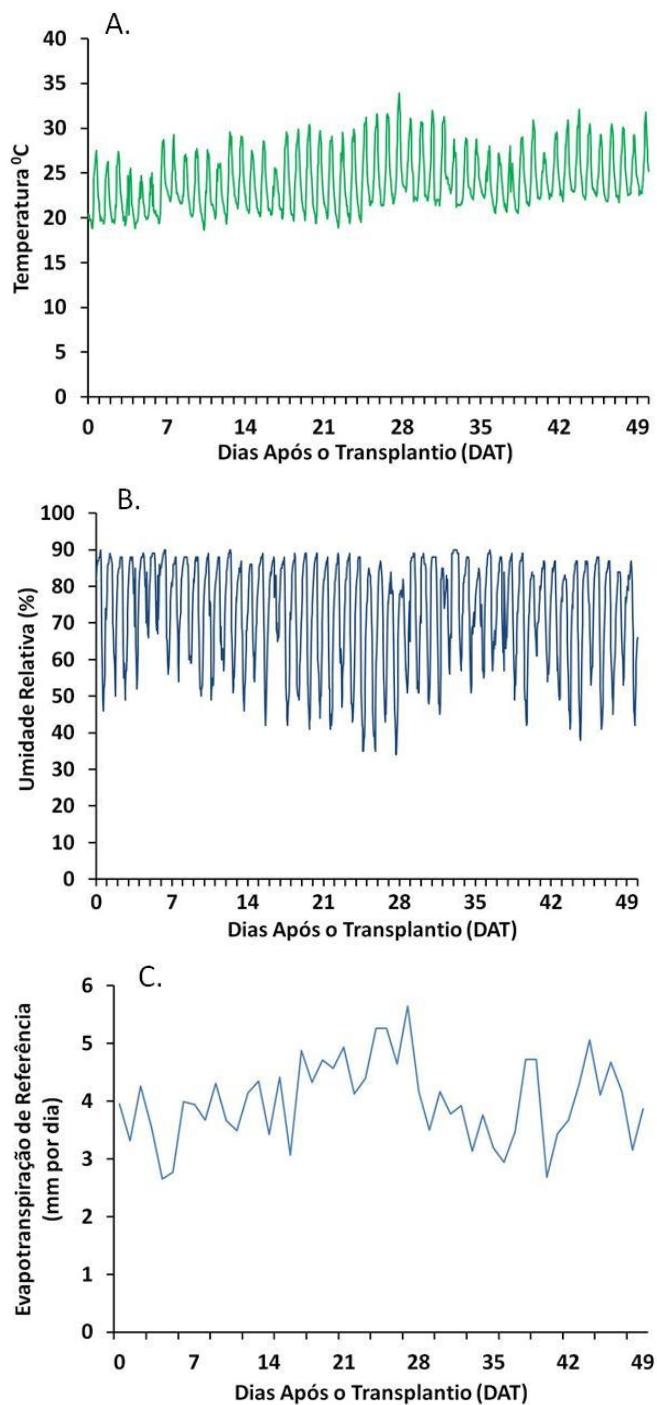 A.
40
35
30
25
20
15
10
5
0
Temperatura ⁰C
0 7 14 21 28 35 42 49
Dias Após o Transplantio (DAT)
B.
100
90
80
70
60
50
40
30
20
10
0
Umidade Relativa (%)
0 7 14 21 28 35 42 49
Dias Após o Transplantio (DAT)
C.
6
5
4
3
2
1
0
Evapotranspiração de Referência
(mm por dia)
0 7 14 21 28 35 42 49
Dias Após o Transplantio (DAT)